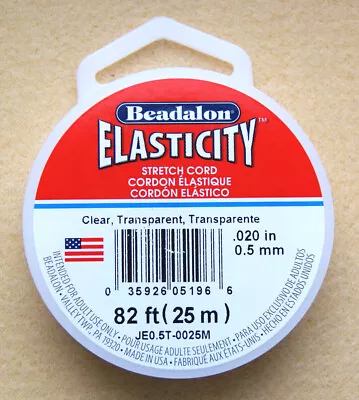 Beadalon
ELASTICITY™
STRETCH CORD
CORDON ÉLASTIQUE
CORDÓN ELÁSTICO
Clear, Transparent, Transparente
.020 in
0.5 mm
0 35926 05196 6
82 ft (25 m)
JE0.5T-0025M
INTENDED FOR ADULT USE ONLY • POUR USAGE ADULTE SEULEMENT • PARA USO EXCLUSIVO DE ADULTOS
BEADALON • VALLEY TWP., PA 19320 • MADE IN USA • FABRIQUÉ AUX ÉTATS-UNIS • HECHO EN ESTADOS UNIDOS